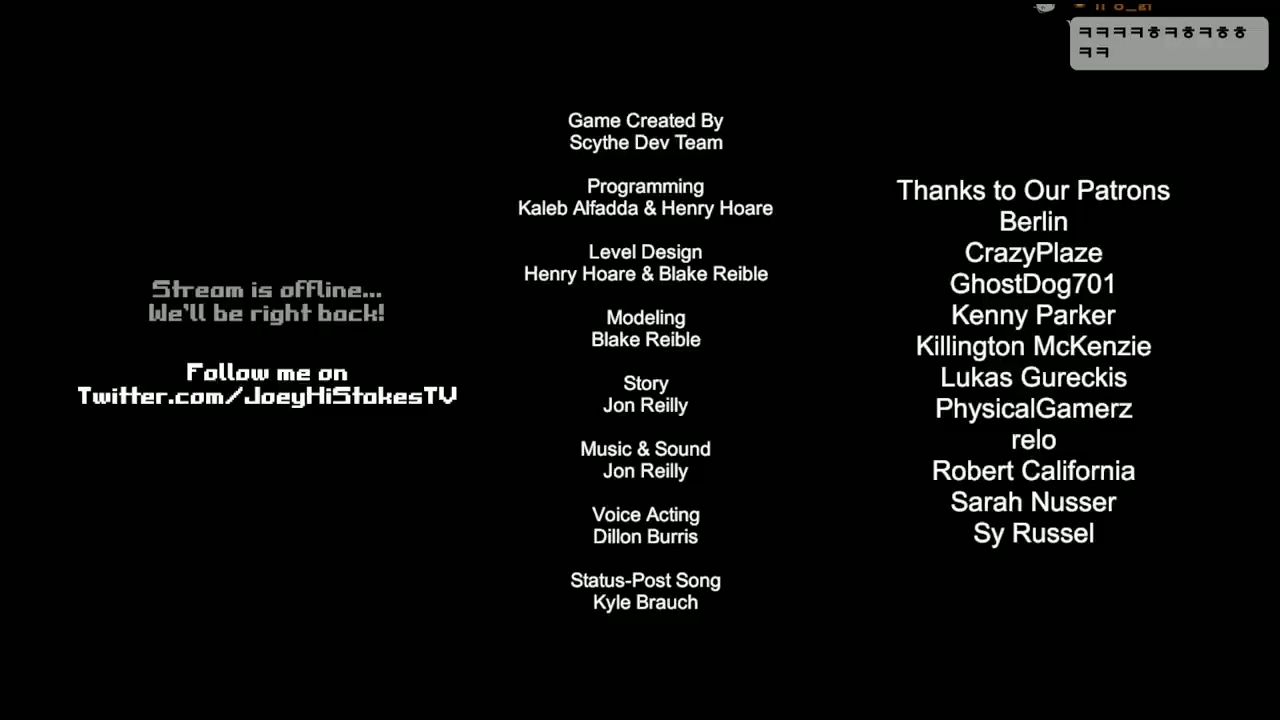 ㅋㅋㅋㅋㅎㅋㅎㅋㅎㅎ
ㅋㅋ
Stream is offline...
We'll be right back!
Follow me on
Twitter.com/JoeyHiStakesTV
Game Created By
Scythe Dev Team
Programming
Kaleb Alfadda & Henry Hoare
Level Design
Henry Hoare & Blake Reible
Modeling
Blake Reible
Story
Jon Reilly
Music & Sound
Jon Reilly
Voice Acting
Dillon Burris
Status-Post Song
Kyle Brauch
Thanks to Our Patrons
Berlin
CrazyPlaze
GhostDog701
Kenny Parker
Killington McKenzie
Lukas Gureckis
PhysicalGamerz
relo
Robert California
Sarah Nusser
Sy Russel